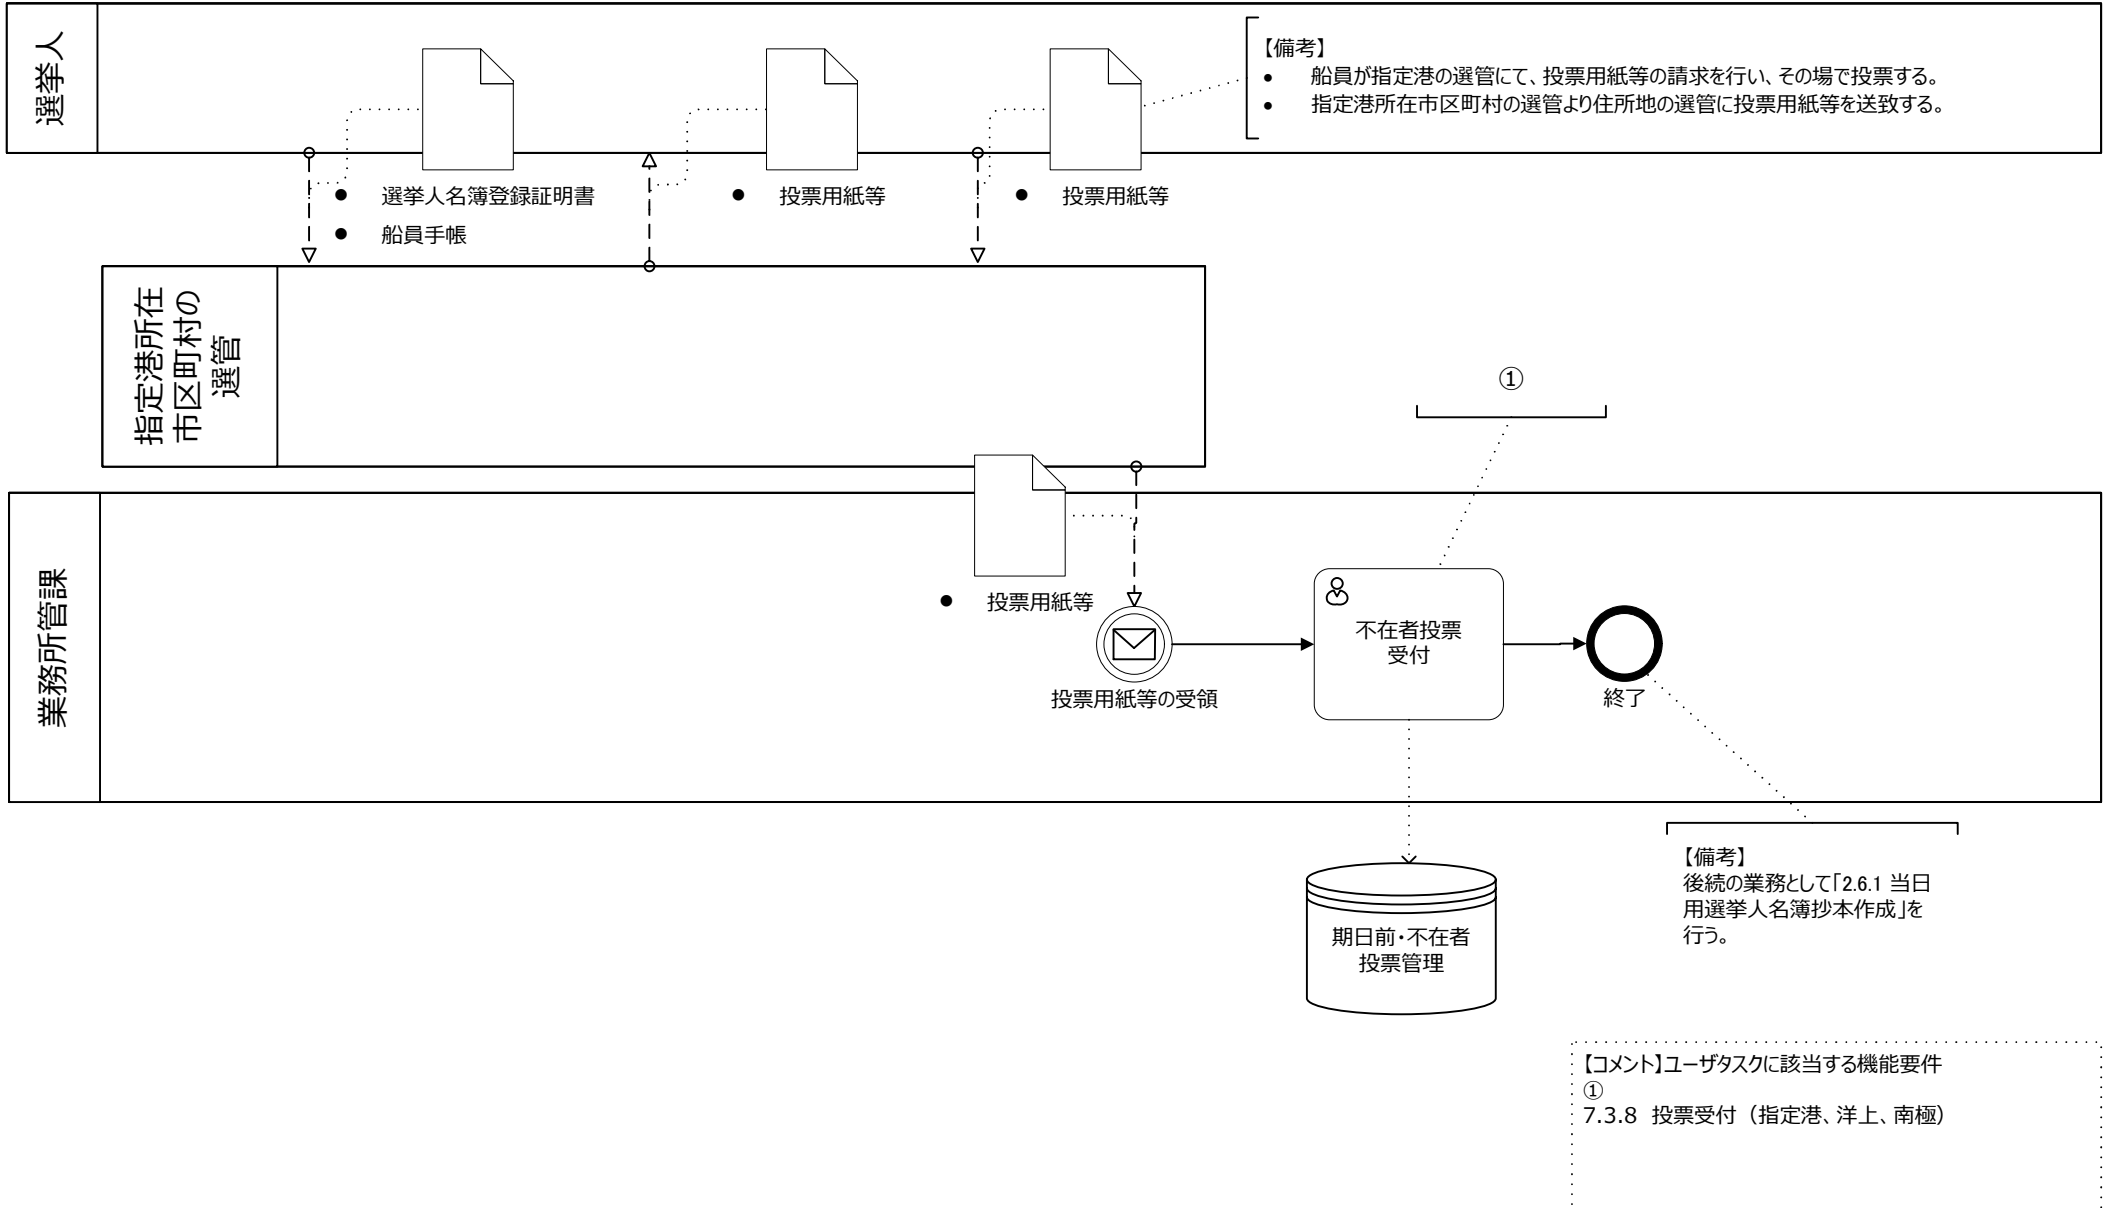 選挙人
【備考】
• 船員が指定港の選管にて、投票用紙等の請求を行い、その場で投票する。
• 指定港所在市区町村の選管より住所地の選管に投票用紙等を送致する。
● 選挙人名簿登録証明書
● 船員手帳
● 投票用紙等
● 投票用紙等
指定港所在
市区町村の
選管
①
業務所管課
● 投票用紙等
投票用紙等の受領
不在者投票
受付
終了
期日前・不在者
投票管理
【備考】
後続の業務として「2.6.1 当日
用選挙人名簿抄本作成」を
行う。
【コメント】ユーザタスクに該当する機能要件
①
7.3.8 投票受付（指定港、洋上、南極）